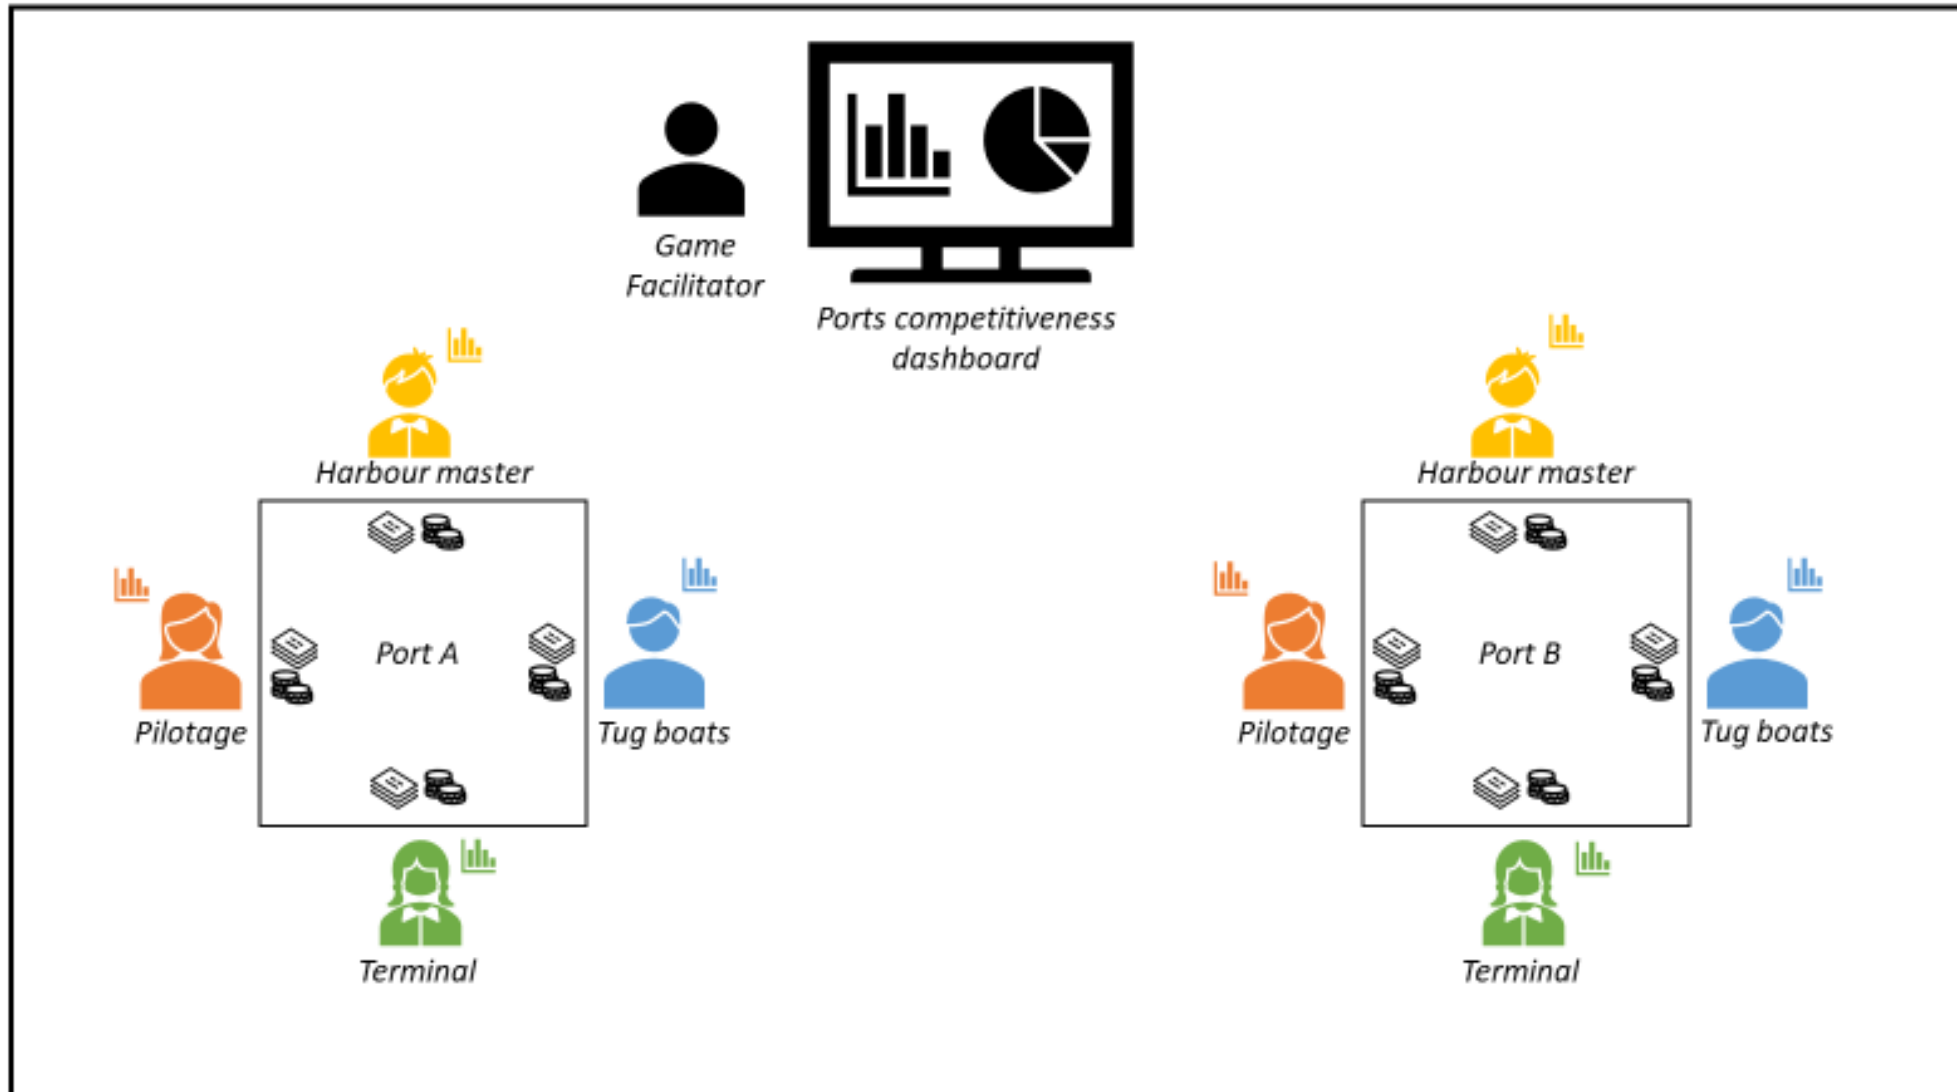 Game
Facilitator
Ports competitiveness
dashboard
Harbour master
Port A
Pilotage
Tug boats
Terminal
Harbour master
Port B
Pilotage
Tug boats
Terminal